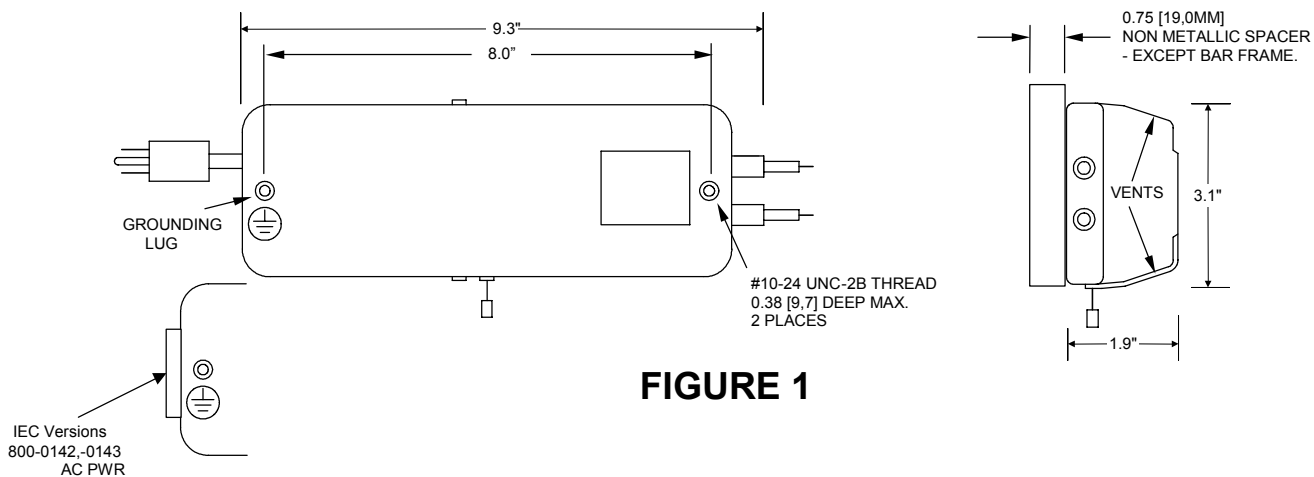 9.3"
8.0”
0.75 [19,0MM]
NON METALLIC SPACER
- EXCEPT BAR FRAME.
GROUNDING
LUG
VENTS
3.1"
#10-24 UNC-2B THREAD
0.38 [9,7] DEEP MAX.
2 PLACES
1.9"
FIGURE 1
IEC Versions
800-0142,-0143
AC PWR